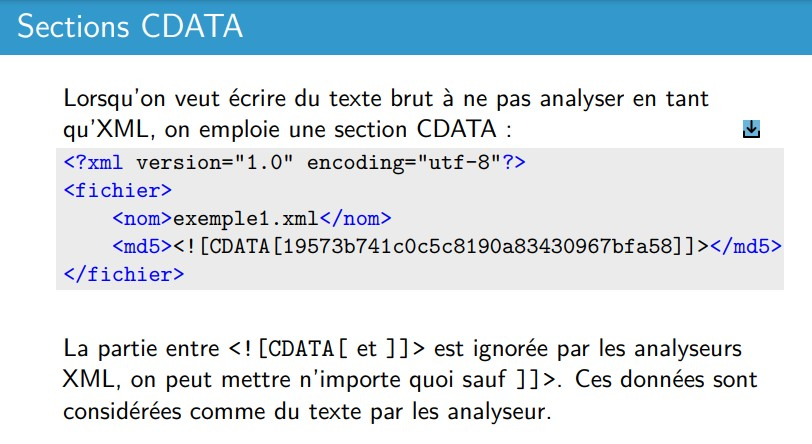 Sections CDATA
Lorsqu'on veut écrire du texte brut à ne pas analyser en tant
qu'XML, on emploie une section CDATA :
<?xml version="1.0" encoding="utf-8"?>
<fichier>
    <nom>exemple1.xml</nom>
    <md5><![CDATA[19573b741c0c5c8190a83430967bfa58]]></md5>
</fichier>
La partie entre <![CDATA[ et ]]> est ignorée par les analyseurs
XML, on peut mettre n'importe quoi sauf ]]>. Ces données sont
considérées comme du texte par les analyseur.